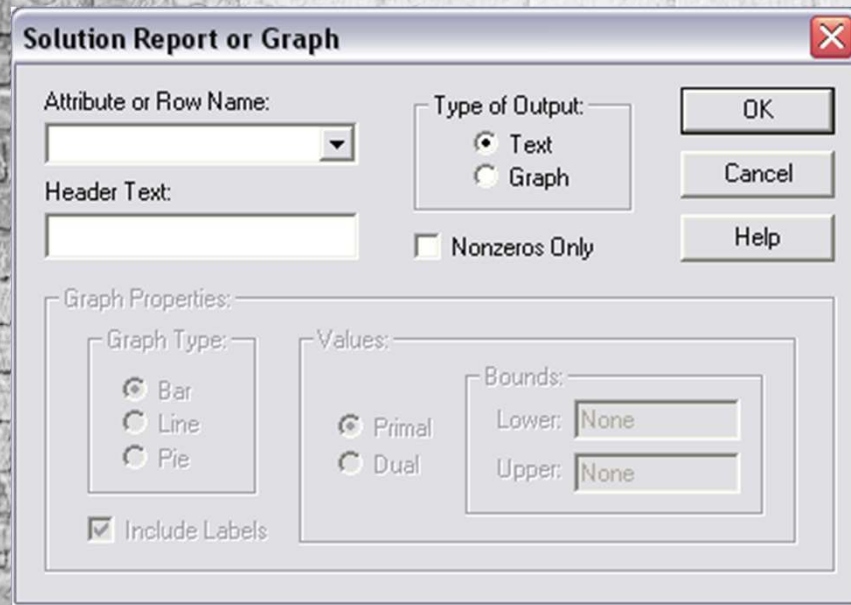 Solution Report or Graph
Attribute or Row Name:
Header Text:
Type of Output:
Text
Graph
Nonzeros Only
OK
Cancel
Help
Graph Properties:
Graph Type:
Bar
Line
Pie
Include Labels
Values:
Primal
Dual
Bounds:
Lower: None
Upper: None